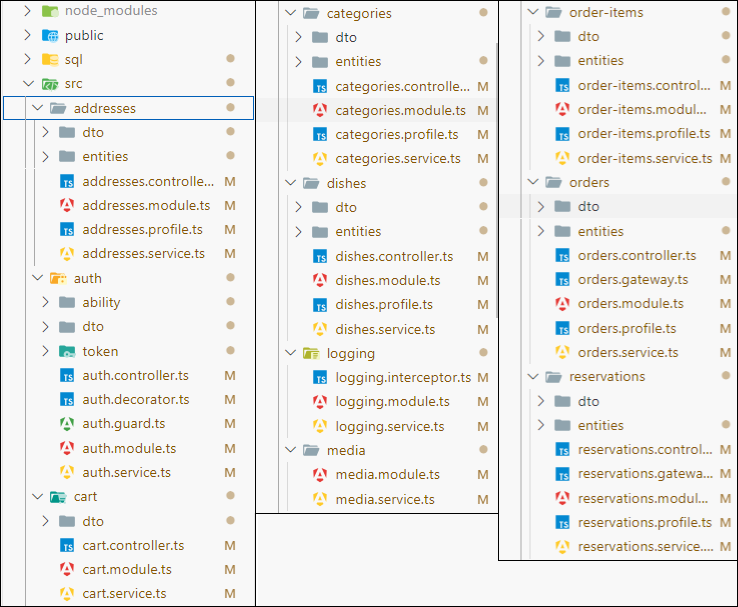 node_modules
public
sql
src
addresses
dto
entities
addresses.controlle... M
addresses.module.ts M
addresses.profile.ts M
addresses.service.ts M
auth
ability
dto
token
auth.controller.ts M
auth.decorator.ts M
auth.guard.ts M
auth.module.ts M
auth.service.ts M
cart
dto
cart.controller.ts M
cart.module.ts M
cart.service.ts M
categories
dto
entities
categories.controlle... M
categories.module.ts M
categories.profile.ts M
categories.service.ts M
dishes
dto
entities
dishes.controller.ts M
dishes.module.ts M
dishes.profile.ts M
dishes.service.ts M
logging
logging.interceptor.ts M
logging.module.ts M
logging.service.ts M
media
media.module.ts M
media.service.ts M
order-items
dto
entities
order-items.control... M
order-items.modul... M
order-items.profile.ts M
order-items.service.ts M
orders
dto
entities
orders.controller.ts M
orders.gateway.ts M
orders.module.ts M
orders.profile.ts M
orders.service.ts M
reservations
dto
entities
reservations.control... M
reservations.gatewa... M
reservations.modul... M
reservations.profile.ts M
reservations.service.... M